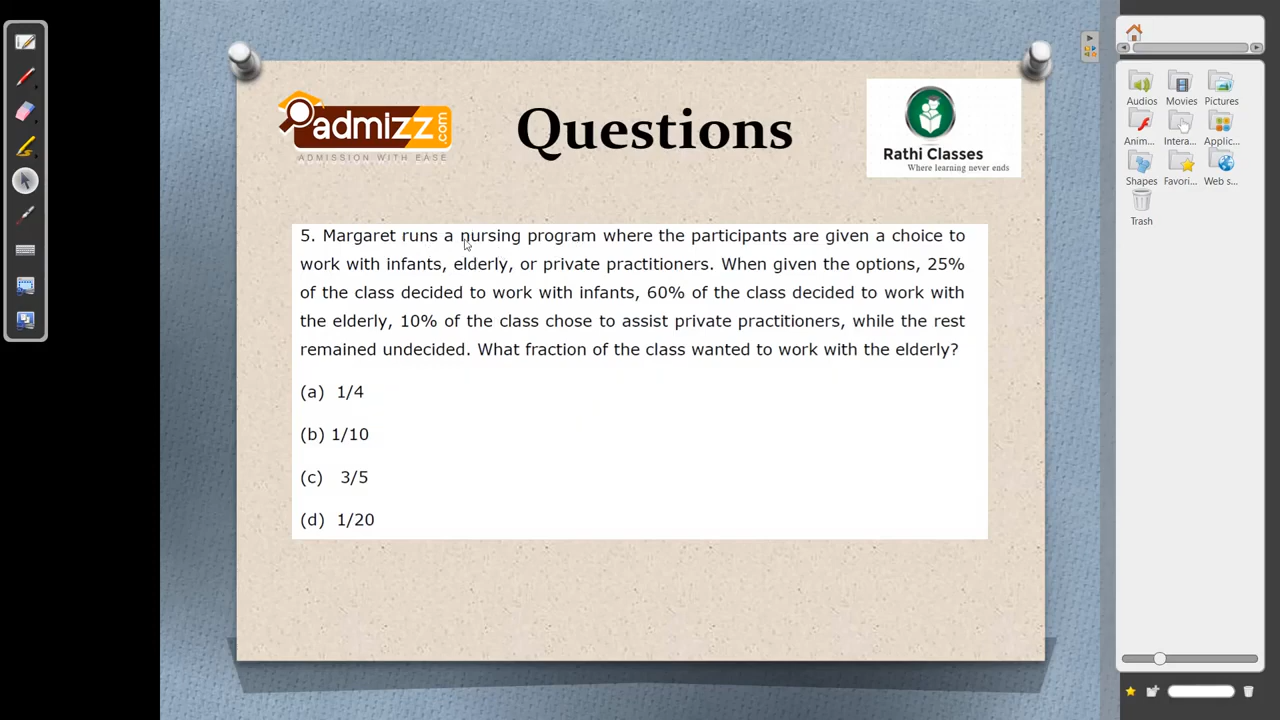 admizz.com
ADMISSION WITH EASE
Questions
Rathi Classes
Where learning never ends
5. Margaret runs a nursing program where the participants are given a choice to
work with infants, elderly, or private practitioners. When given the options, 25%
of the class decided to work with infants, 60% of the class decided to work with
the elderly, 10% of the class chose to assist private practitioners, while the rest
remained undecided. What fraction of the class wanted to work with the elderly?
(a) 1/4
(b) 1/10
(c) 3/5
(d) 1/20
Audios Movies Pictures
Anim... Intera... Applic...
Shapes Favori... Web s...
Trash